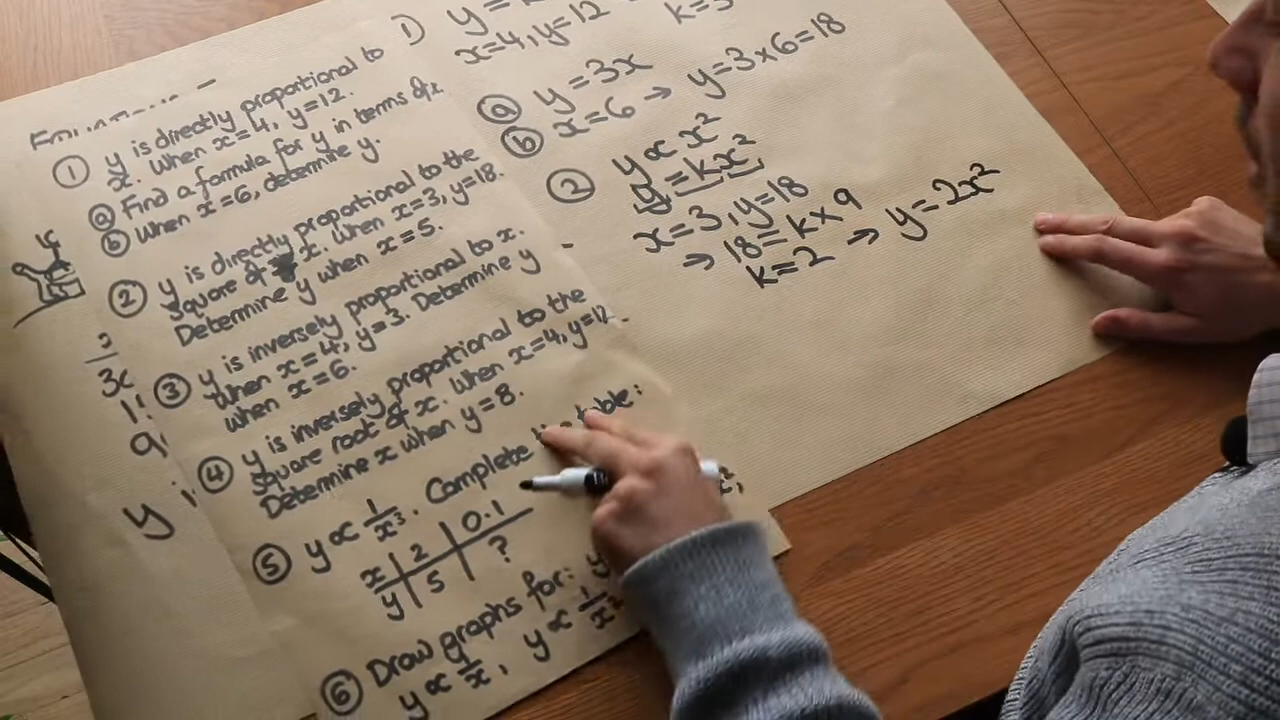 ① y is directly proportional to
x. When x=4, y=12.
ⓐ Find a formula for y in terms of x.
ⓑ When x=6, determine y.
② y is directly proportional to the
square of x. When x=3, y=18.
Determine y when x=5.
③ y is inversely proportional to x.
When x=4, y=3. Determine y
when x=6.
④ y is inversely proportional to the
square root of x. When x=4, y=12.
Determine x when y=8.
⑤ y ∝ 1/x³. Complete table:
x | 2 | 0.1
y | 5 | ?
⑥ Draw graphs for:
y ∝ 1/x, y ∝ 1/x²
3x
y
1)
x=4, y=12
ⓐ y=3x
ⓑ x=6 → y=3×6=18
② y ∝ x²
y=kx²
x=3, y=18
→ 18=k×9
k=2 → y=2x²